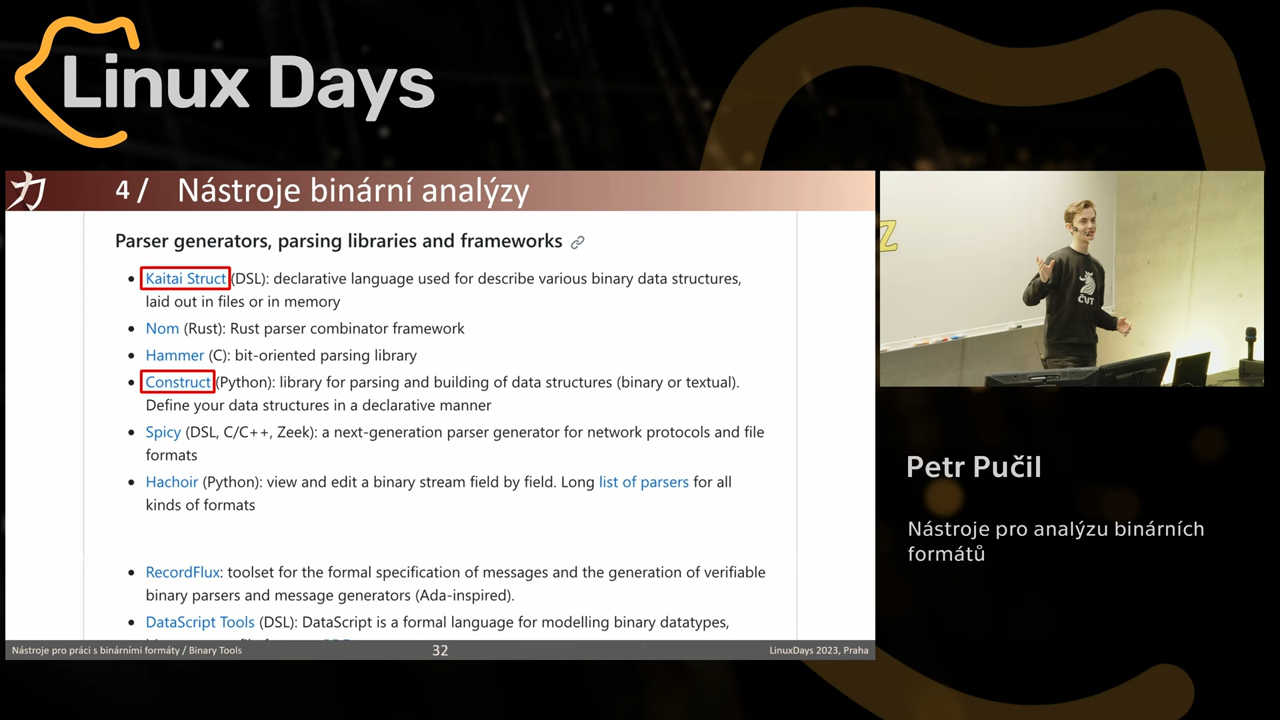 Linux Days
力 4 / Nástroje binární analýzy
Parser generators, parsing libraries and frameworks
• Kaitai Struct (DSL): declarative language used for describe various binary data structures,
laid out in files or in memory
• Nom (Rust): Rust parser combinator framework
• Hammer (C): bit-oriented parsing library
• Construct (Python): library for parsing and building of data structures (binary or textual).
Define your data structures in a declarative manner
• Spicy (DSL, C/C++, Zeek): a next-generation parser generator for network protocols and file
formats
• Hachoir (Python): view and edit a binary stream field by field. Long list of parsers for all
kinds of formats
• RecordFlux: toolset for the formal specification of messages and the generation of verifiable
binary parsers and message generators (Ada-inspired).
• DataScript Tools (DSL): DataScript is a formal language for modelling binary datatypes,
Nástroje pro práci s binárními formáty / Binary Tools
32
LinuxDays 2023, Praha
Z
ČVUT
Petr Pučil
Nástroje pro analýzu binárních
formátů